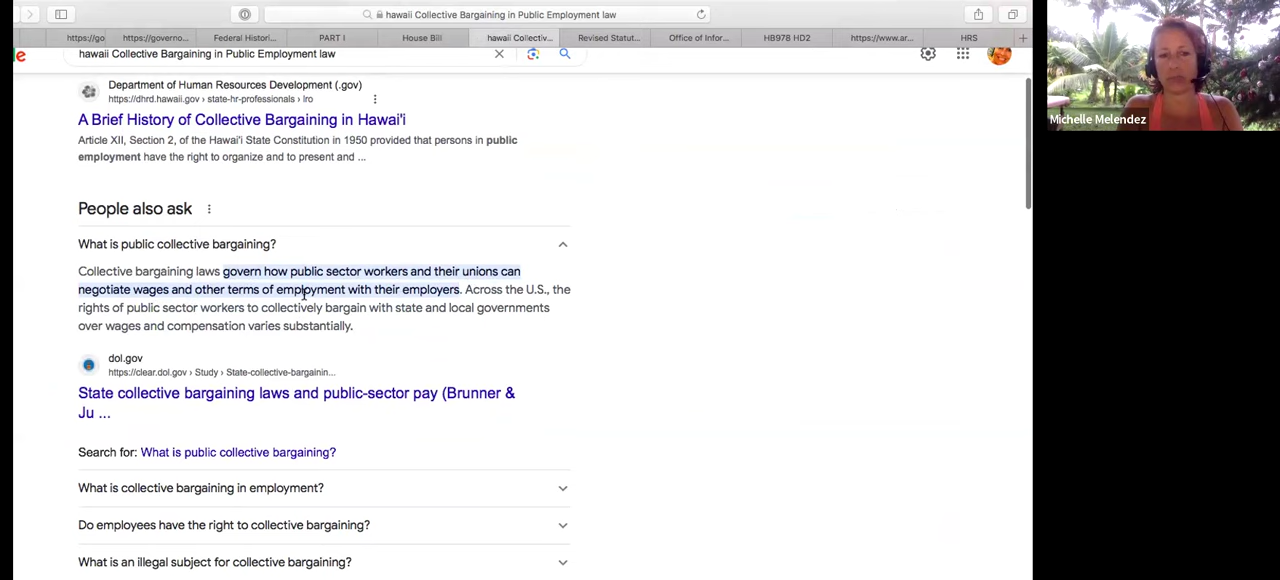 hawaii Collective Bargaining in Public Employment law
https://go
https://governo...
Federal Histori...
PART I
House Bill
hawaii Collectiv...
Revised Statut...
Office of Infor...
HB978 HD2
https://www.ar...
HRS
le
hawaii Collective Bargaining in Public Employment law
Department of Human Resources Development (.gov)
https://dhrd.hawaii.gov › state-hr-professionals › lro
A Brief History of Collective Bargaining in Hawai'i
Article XII, Section 2, of the Hawai'i State Constitution in 1950 provided that persons in public
employment have the right to organize and to present and ...
People also ask
What is public collective bargaining?
Collective bargaining laws govern how public sector workers and their unions can
negotiate wages and other terms of employment with their employers. Across the U.S., the
rights of public sector workers to collectively bargain with state and local governments
over wages and compensation varies substantially.
dol.gov
https://clear.dol.gov › Study › State-collective-bargainin...
State collective bargaining laws and public-sector pay (Brunner &
Ju ...
Search for: What is public collective bargaining?
What is collective bargaining in employment?
Do employees have the right to collective bargaining?
What is an illegal subject for collective bargaining?
Michelle Melendez